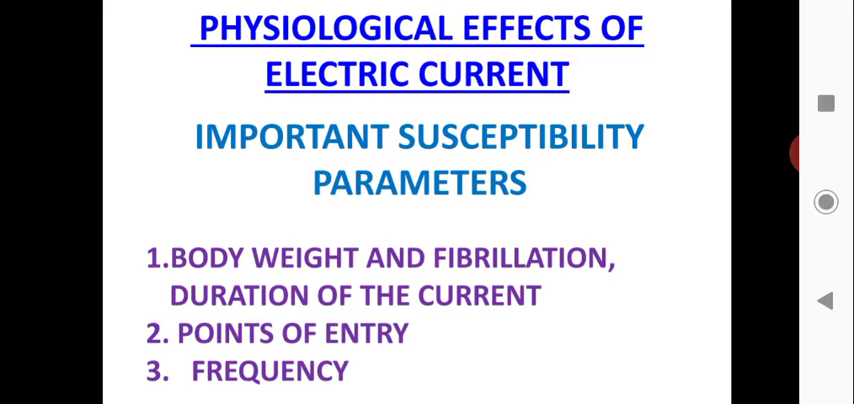 PHYSIOLOGICAL EFFECTS OF
ELECTRIC CURRENT
IMPORTANT SUSCEPTIBILITY
PARAMETERS
1.BODY WEIGHT AND FIBRILLATION,
DURATION OF THE CURRENT
2. POINTS OF ENTRY
3. FREQUENCY